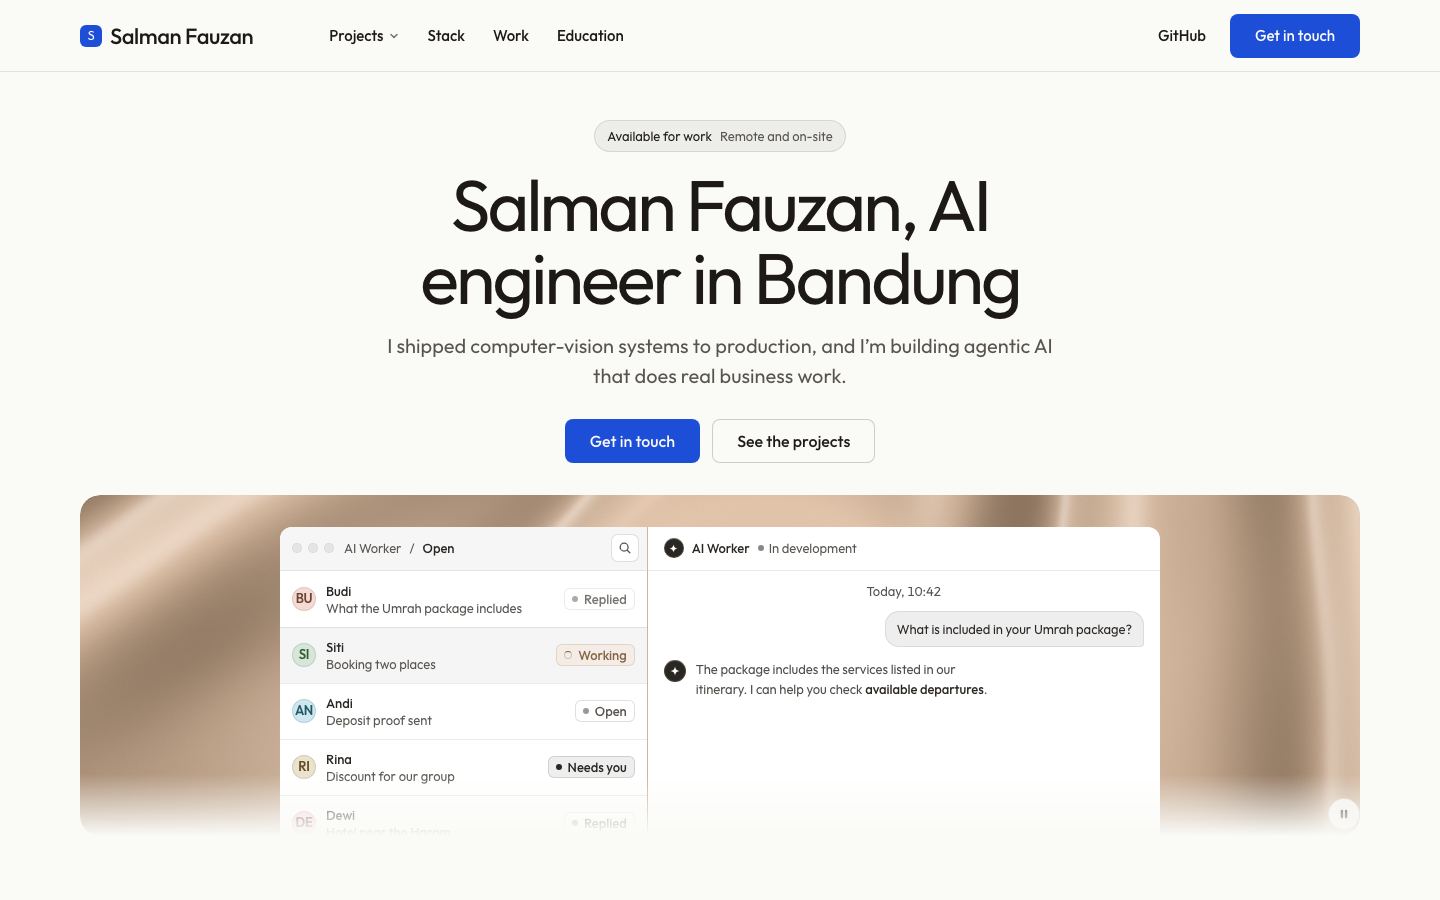 S Salman Fauzan
Projects
Stack
Work
Education
GitHub
Get in touch
Available for work Remote and on-site
Salman Fauzan, AI
engineer in Bandung
I shipped computer-vision systems to production, and I’m building agentic AI
that does real business work.
Get in touch
See the projects
AI Worker / Open
BU
Budi
What the Umrah package includes
Replied
SI
Siti
Booking two places
Working
AN
Andi
Deposit proof sent
Open
RI
Rina
Discount for our group
Needs you
DE
Dewi
Hotel near the Haram
Replied
AI Worker
In development
Today, 10:42
What is included in your Umrah package?
The package includes the services listed in our
itinerary. I can help you check available departures.